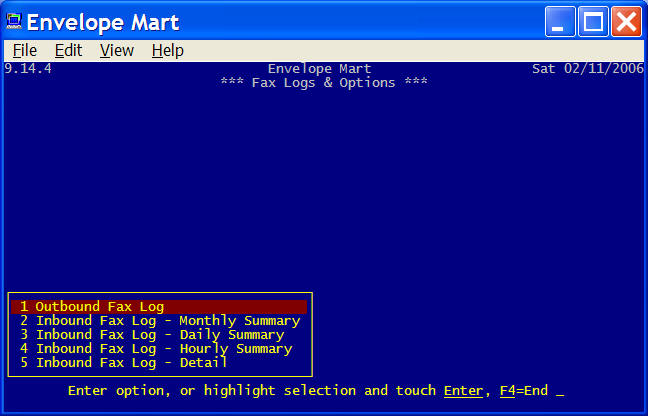 Envelope Mart
File Edit View Help
9.14.4 Envelope Mart Sat 02/11/2006
*** Fax Logs & Options ***
1 Outbound Fax Log
2 Inbound Fax Log - Monthly Summary
3 Inbound Fax Log - Daily Summary
4 Inbound Fax Log - Hourly Summary
5 Inbound Fax Log - Detail
Enter option, or highlight selection and touch Enter, F4=End _